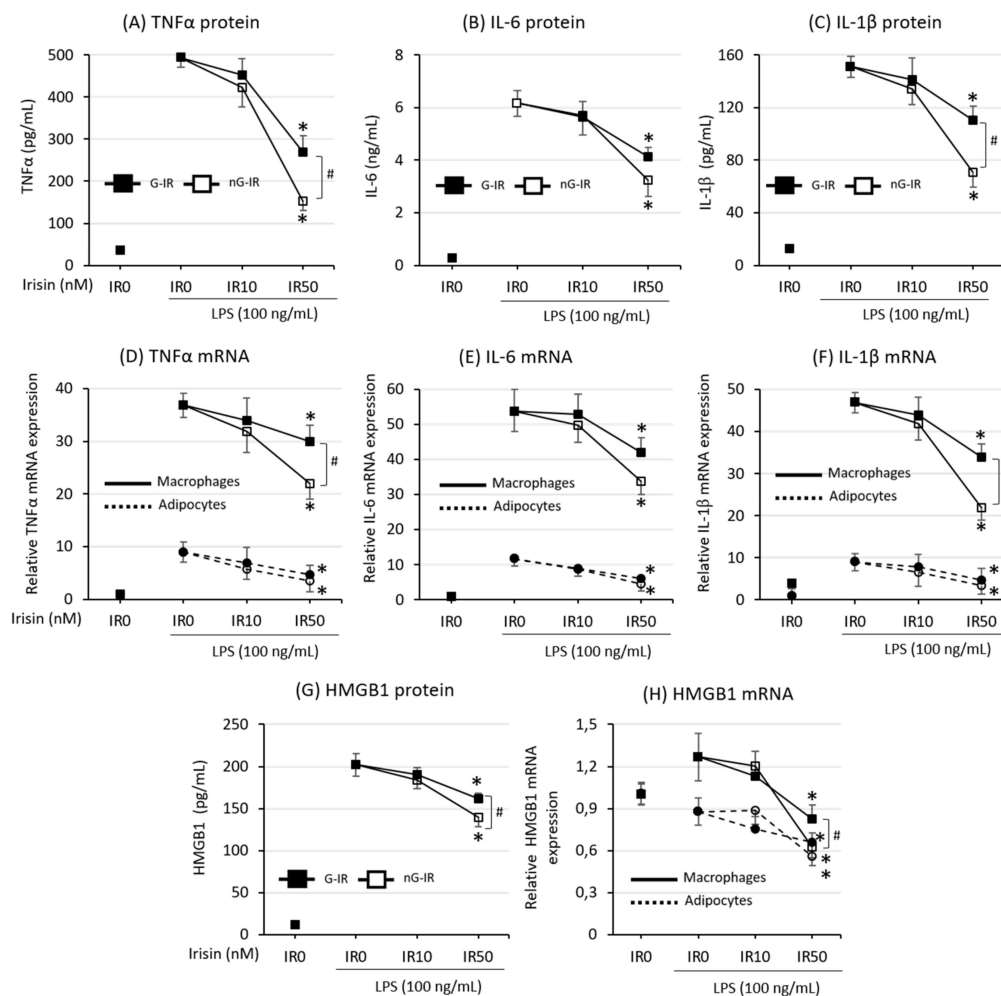 (A) TNFα protein
(B) IL-6 protein
(C) IL-1β protein
TNFα (pg/mL)
500
400
300
200
100
0
*
#
*
G-IR
nG-IR
IL-6 (ng/mL)
8
6
4
2
0
*
*
G-IR
nG-IR
IL-1β (pg/mL)
160
120
80
40
0
*
#
*
G-IR
nG-IR
Irisin (nM)
IR0 IR0 IR10 IR50
LPS (100 ng/mL)
IR0 IR0 IR10 IR50
LPS (100 ng/mL)
IR0 IR0 IR10 IR50
LPS (100 ng/mL)
(D) TNFα mRNA
(E) IL-6 mRNA
(F) IL-1β mRNA
Relative TNFα mRNA expression
40
30
20
10
0
*
#
*
Macrophages
Adipocytes
*
*
Relative IL-6 mRNA expression
60
50
40
30
20
10
0
*
*
Macrophages
Adipocytes
*
*
Relative IL-1β mRNA expression
50
40
30
20
10
0
*
*
Macrophages
Adipocytes
*
*
Irisin (nM)
IR0 IR0 IR10 IR50
LPS (100 ng/mL)
IR0 IR0 IR10 IR50
LPS (100 ng/mL)
IR0 IR0 IR10 IR50
LPS (100 ng/mL)
(G) HMGB1 protein
(H) HMGB1 mRNA
HMGB1 (pg/mL)
250
200
150
100
50
0
*
#
*
G-IR
nG-IR
Relative HMGB1 mRNA
expression
1,5
1,2
0,9
0,6
0,3
0
*
#
*
*
*
Macrophages
Adipocytes
Irisin (nM)
IR0 IR0 IR10 IR50
LPS (100 ng/mL)
IR0 IR0 IR10 IR50
LPS (100 ng/mL)